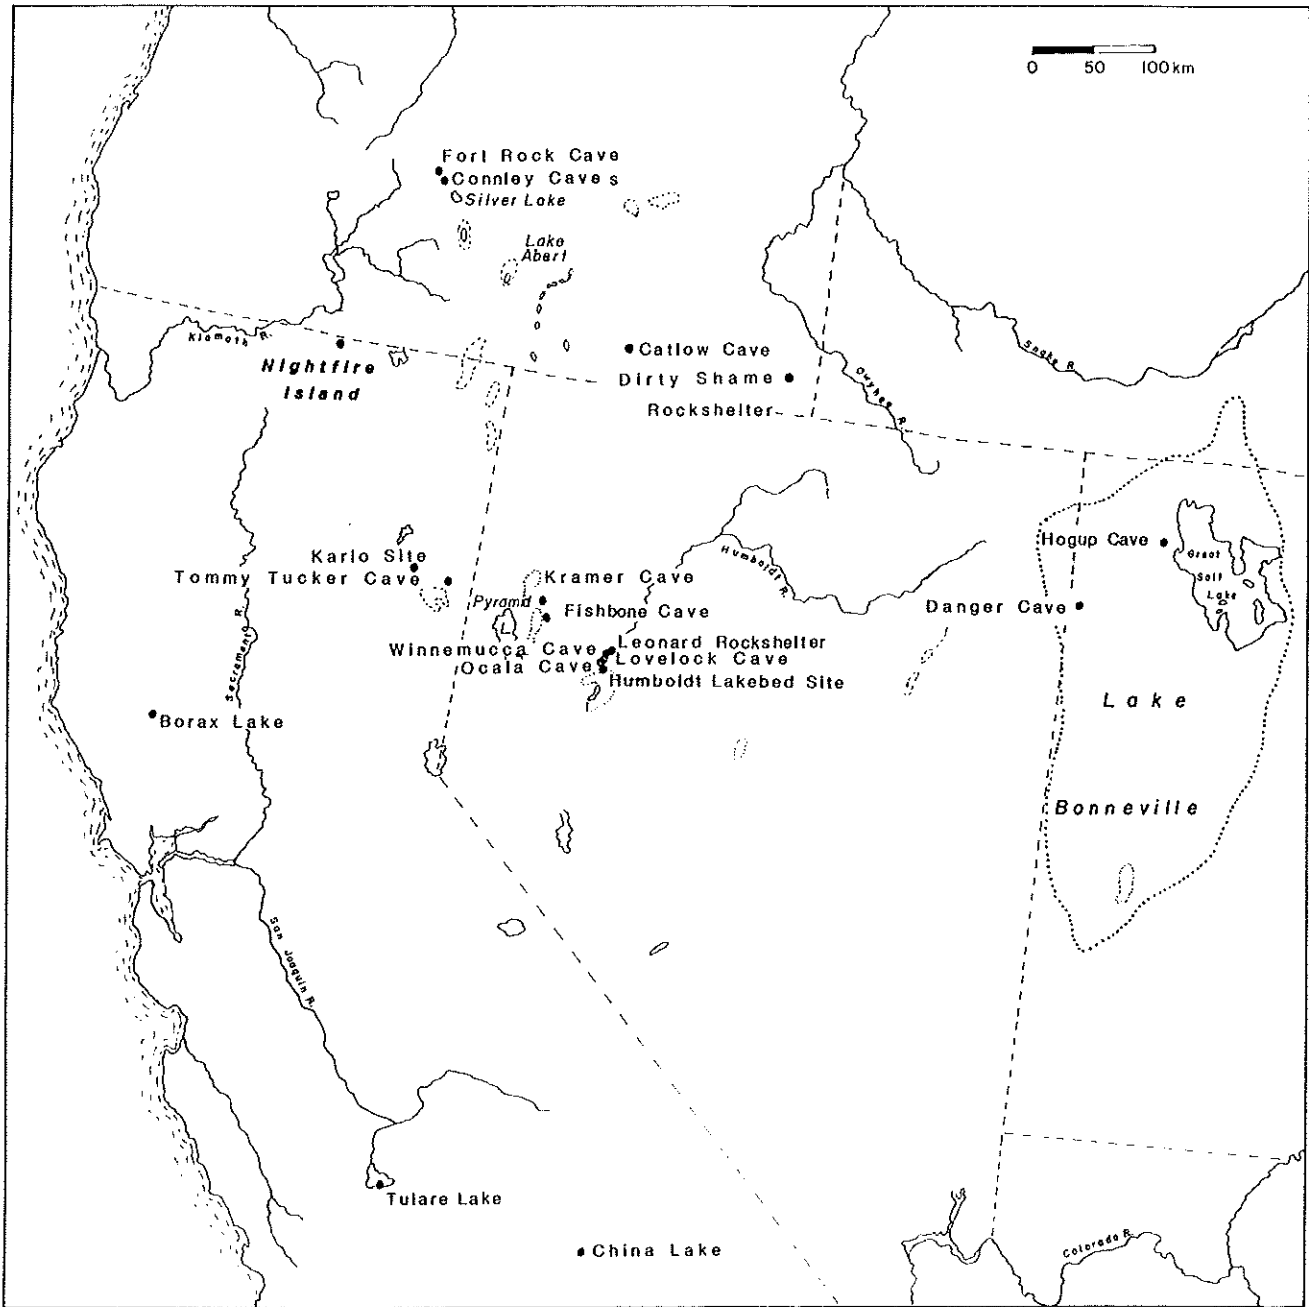 0 50 100 km
Fort Rock Cave
Connley Caves
Silver Lake
Lake
Abert
Klamath R.
Nightfire
Island
Catlow Cave
Dirty Shame
Rockshelter
Owyhee R.
Snake R.
Karlo Site
Tommy Tucker Cave
Kramer Cave
Pyramid
L.
Fishbone Cave
Humboldt R.
Hogup Cave
Great
Salt
Lake
Danger Cave
Winnemucca Cave
Leonard Rockshelter
Ocala Cave
Lovelock Cave
Humboldt Lakebed Site
Sacramento R.
Borax Lake
Lake
Bonneville
San Joaquin R.
Tulare Lake
China Lake
Colorado R.